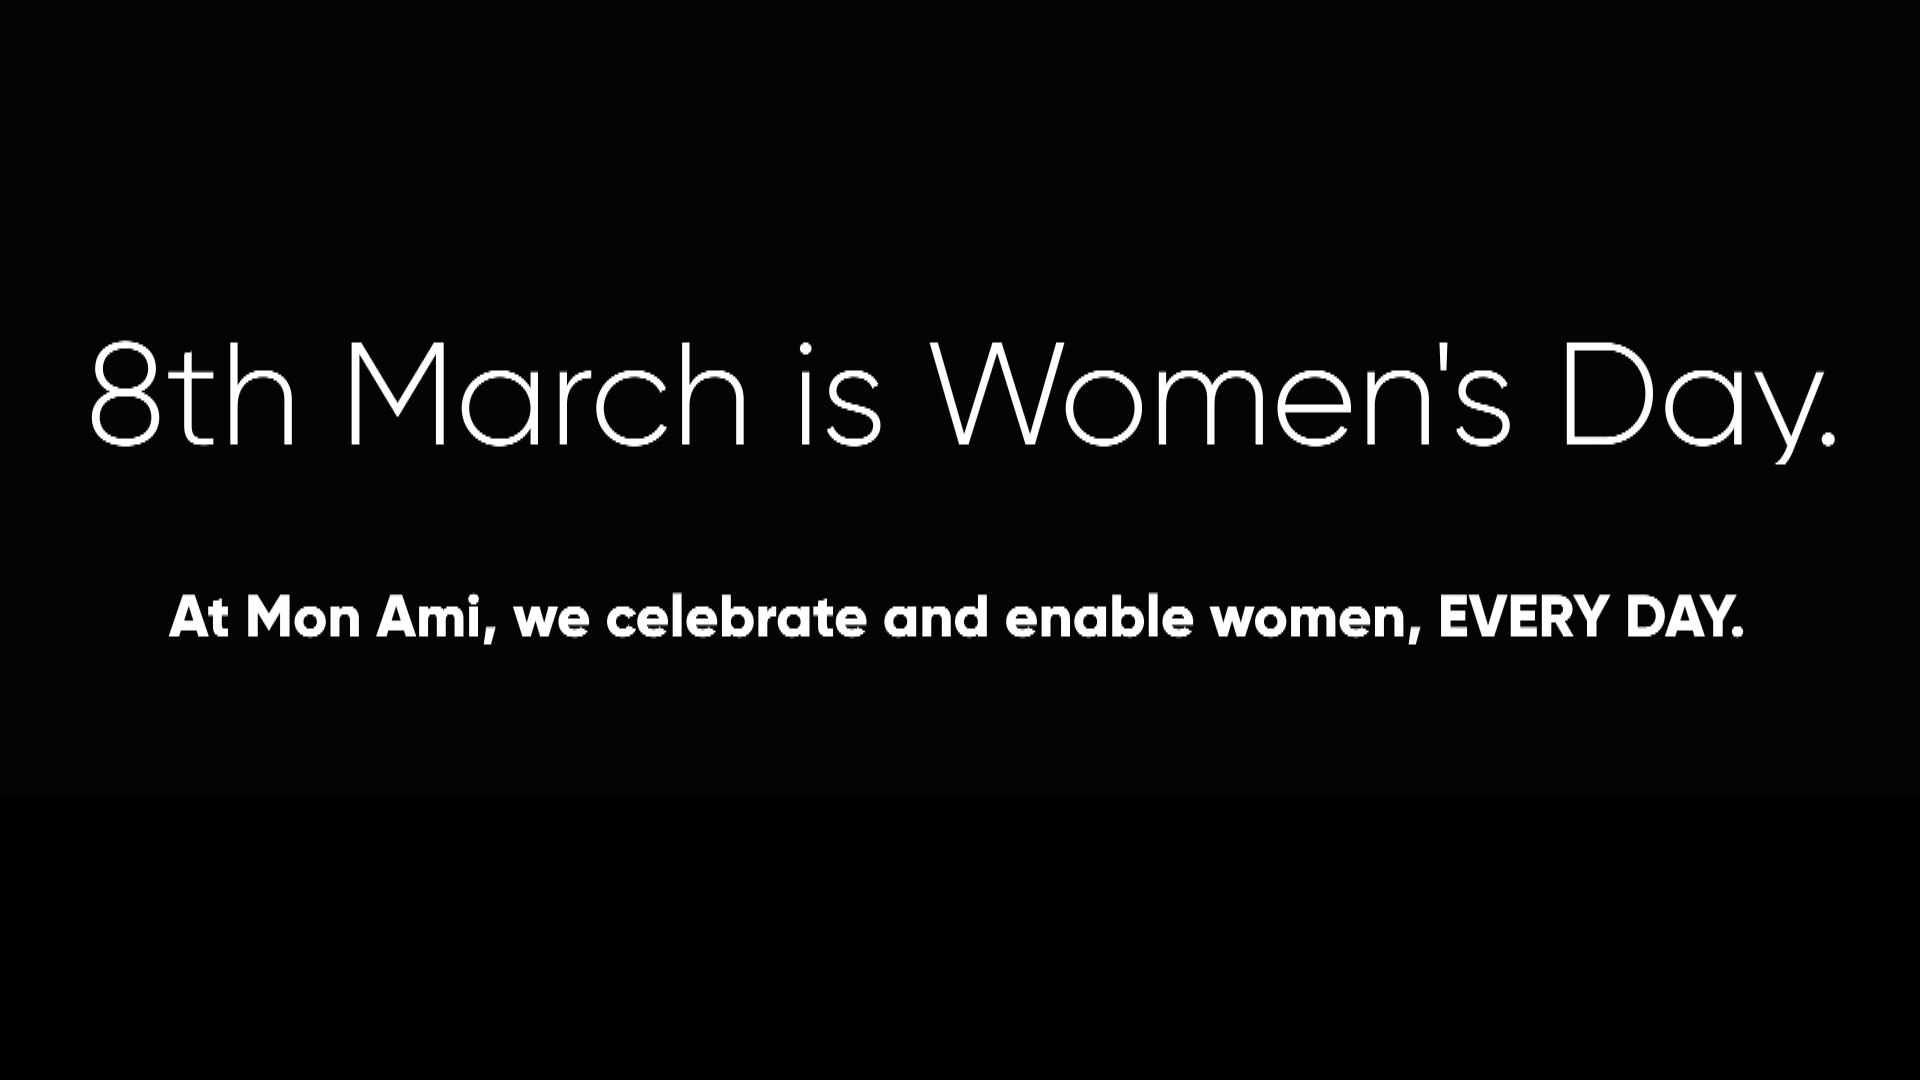 8th March is Women's Day.
At Mon Ami, we celebrate and enable women, EVERY DAY.